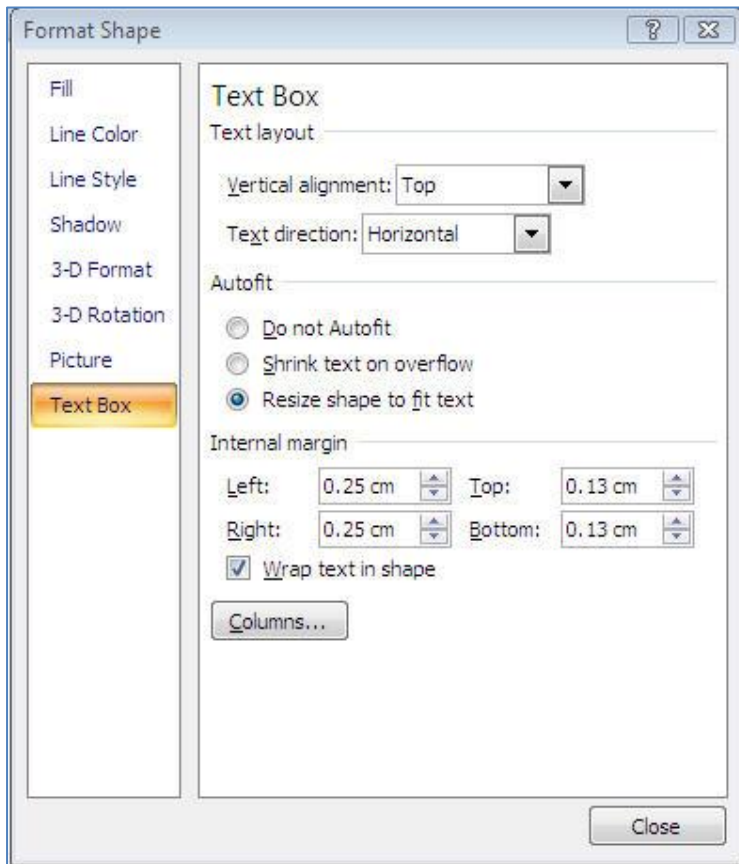 Format Shape
?
Fill
Line Color
Line Style
Shadow
3-D Format
3-D Rotation
Picture
Text Box
Text Box
Text layout
Vertical alignment: Top
Text direction: Horizontal
Autofit
Do not Autofit
Shrink text on overflow
Resize shape to fit text
Internal margin
Left: 0.25 cm Top: 0.13 cm
Right: 0.25 cm Bottom: 0.13 cm
Wrap text in shape
Columns...
Close